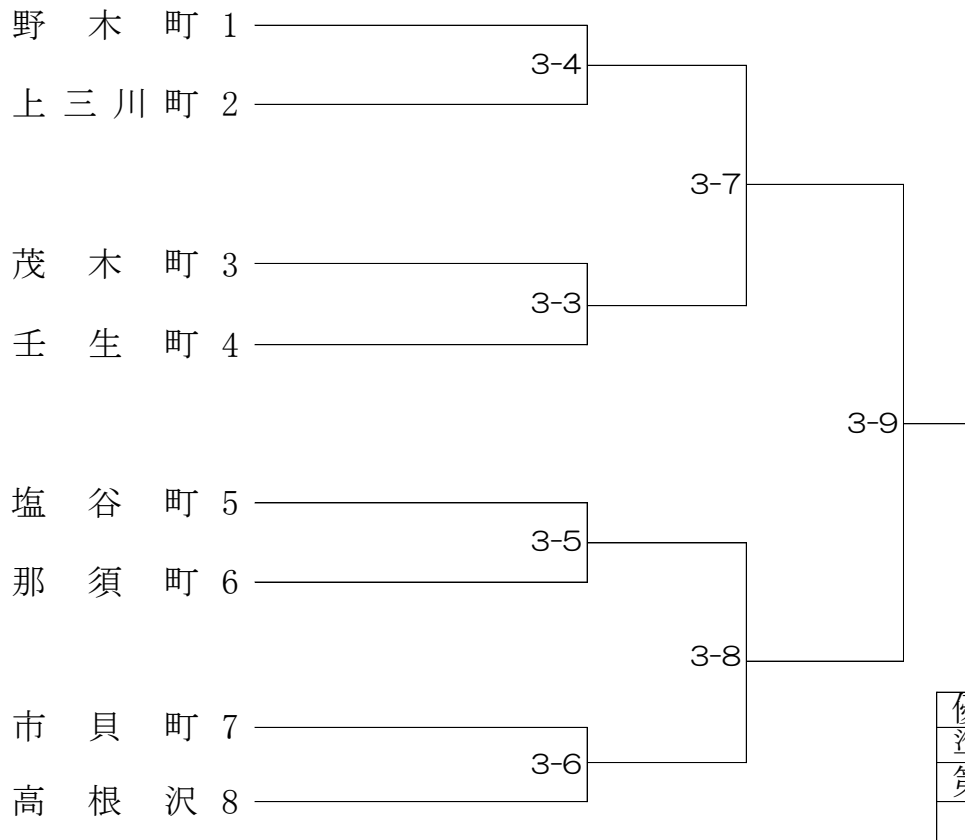 野木町 1
3-4
上三川町 2
3-7
茂木町 3
3-3
壬生町 4
3-9
塩谷町 5
3-5
那須町 6
3-8
市貝町 7
3-6
高根沢 8